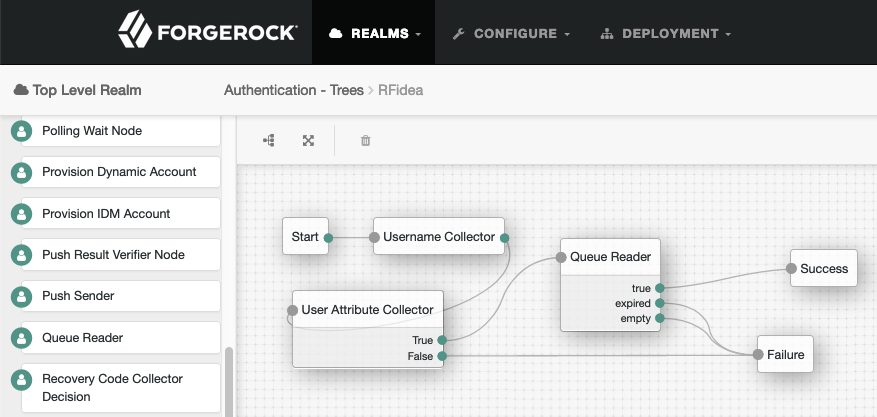 FORGEROCK
REALMS
CONFIGURE
DEPLOYMENT
Top Level Realm
Authentication - Trees > RFidea
Polling Wait Node
Provision Dynamic Account
Provision IDM Account
Push Result Verifier Node
Push Sender
Queue Reader
Recovery Code Collector
Decision
Start
Username Collector
User Attribute Collector
True
False
Queue Reader
true
expired
empty
Success
Failure